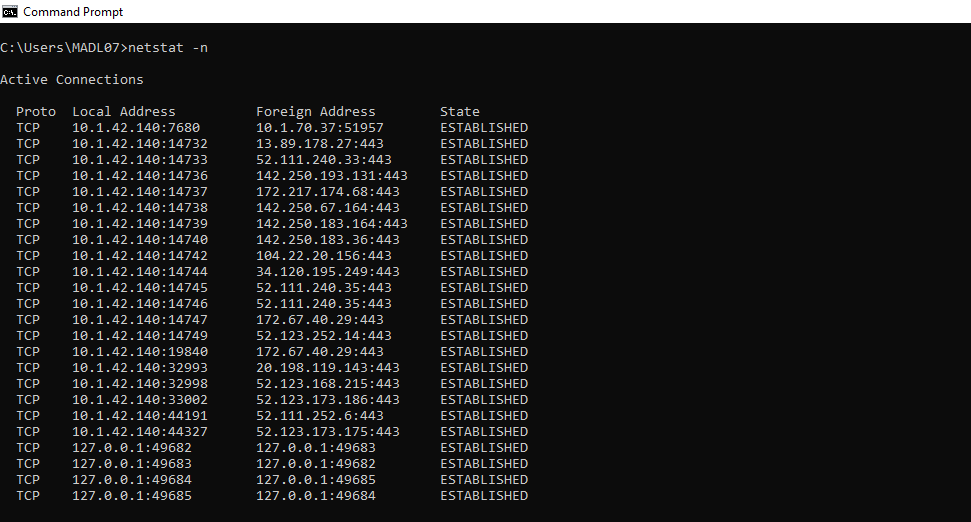 Command Prompt
C:\Users\MADL07>netstat -n
Active Connections
Proto  Local Address          Foreign Address        State
TCP    10.1.42.140:7680       10.1.70.37:51957       ESTABLISHED
TCP    10.1.42.140:14732      13.89.178.27:443       ESTABLISHED
TCP    10.1.42.140:14733      52.111.240.33:443      ESTABLISHED
TCP    10.1.42.140:14736      142.250.193.131:443    ESTABLISHED
TCP    10.1.42.140:14737      172.217.174.68:443     ESTABLISHED
TCP    10.1.42.140:14738      142.250.67.164:443     ESTABLISHED
TCP    10.1.42.140:14739      142.250.183.164:443    ESTABLISHED
TCP    10.1.42.140:14740      142.250.183.36:443     ESTABLISHED
TCP    10.1.42.140:14742      104.22.20.156:443      ESTABLISHED
TCP    10.1.42.140:14744      34.120.195.249:443     ESTABLISHED
TCP    10.1.42.140:14745      52.111.240.35:443      ESTABLISHED
TCP    10.1.42.140:14746      52.111.240.35:443      ESTABLISHED
TCP    10.1.42.140:14747      172.67.40.29:443       ESTABLISHED
TCP    10.1.42.140:14749      52.123.252.14:443      ESTABLISHED
TCP    10.1.42.140:19840      172.67.40.29:443       ESTABLISHED
TCP    10.1.42.140:32993      20.198.119.143:443     ESTABLISHED
TCP    10.1.42.140:32998      52.123.168.215:443     ESTABLISHED
TCP    10.1.42.140:33002      52.123.173.186:443     ESTABLISHED
TCP    10.1.42.140:44191      52.111.252.6:443       ESTABLISHED
TCP    10.1.42.140:44327      52.123.173.175:443     ESTABLISHED
TCP    127.0.0.1:49682        127.0.0.1:49683        ESTABLISHED
TCP    127.0.0.1:49683        127.0.0.1:49682        ESTABLISHED
TCP    127.0.0.1:49684        127.0.0.1:49685        ESTABLISHED
TCP    127.0.0.1:49685        127.0.0.1:49684        ESTABLISHED